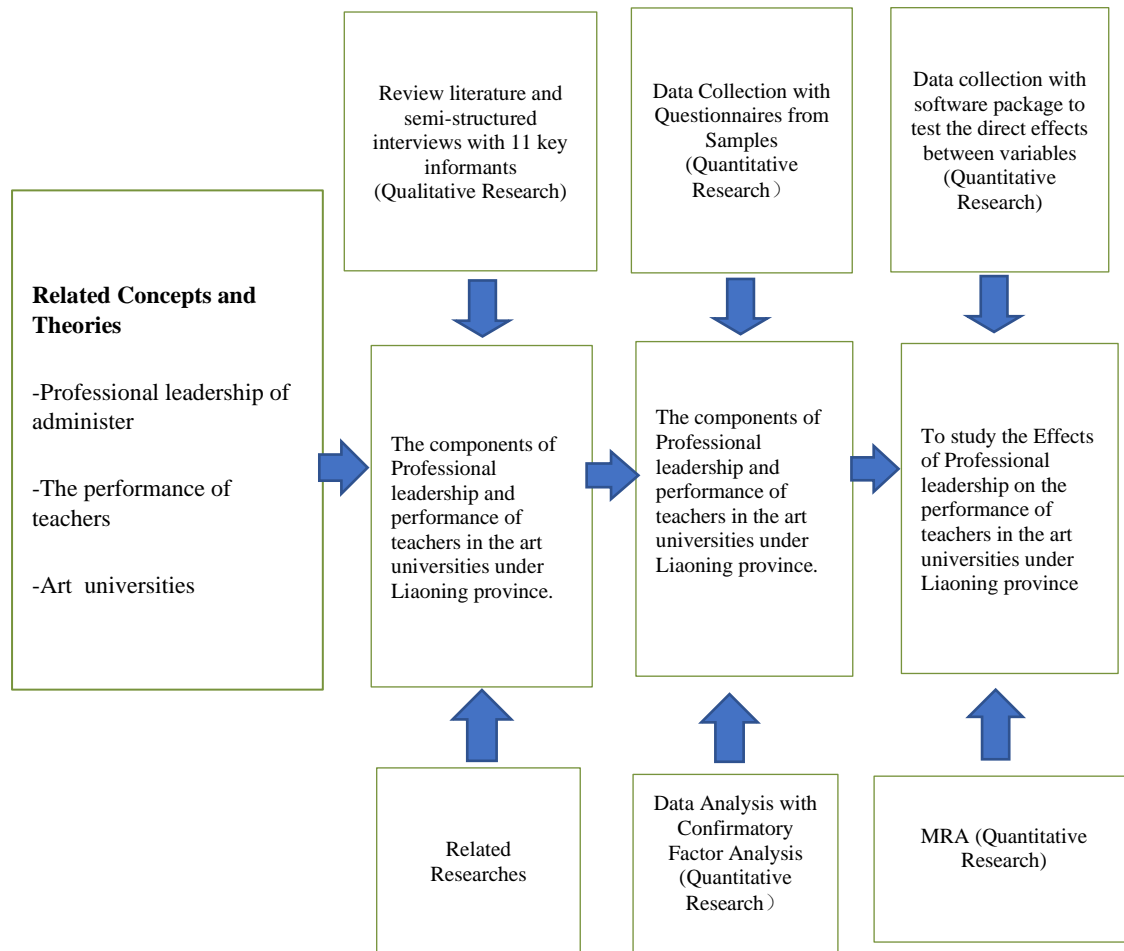 Review literature and
semi-structured
interviews with 11 key
informants
(Qualitative Research)
Data Collection with
Questionnaires from
Samples
(Quantitative
Research）
Data collection with
software package to
test the direct effects
between variables
(Quantitative
Research)
Related Concepts and
Theories
-Professional leadership of
administer
-The performance of
teachers
-Art  universities
The components of
Professional
leadership and
performance of
teachers in the art
universities under
Liaoning province.
The components of
Professional
leadership and
performance of
teachers in the art
universities under
Liaoning province.
To study the Effects
of Professional
leadership on the
performance of
teachers in the art
universities under
Liaoning province
Related
Researches
Data Analysis with
Confirmatory
Factor Analysis
(Quantitative
Research）
MRA (Quantitative
Research)